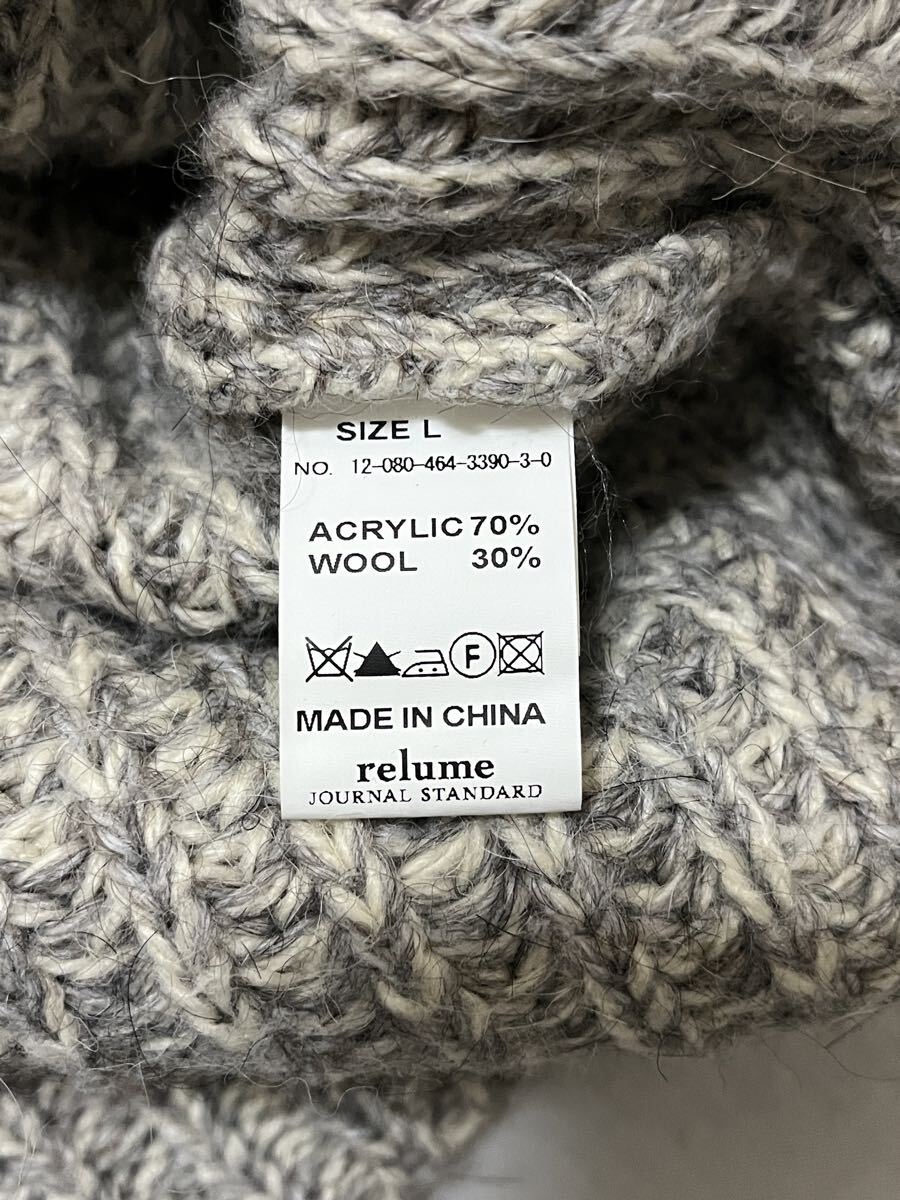 SIZE L
NO. 12-080-464-3390-3-0
ACRYLIC 70%
WOOL 30%
F
MADE IN CHINA
relume
JOURNAL STANDARD